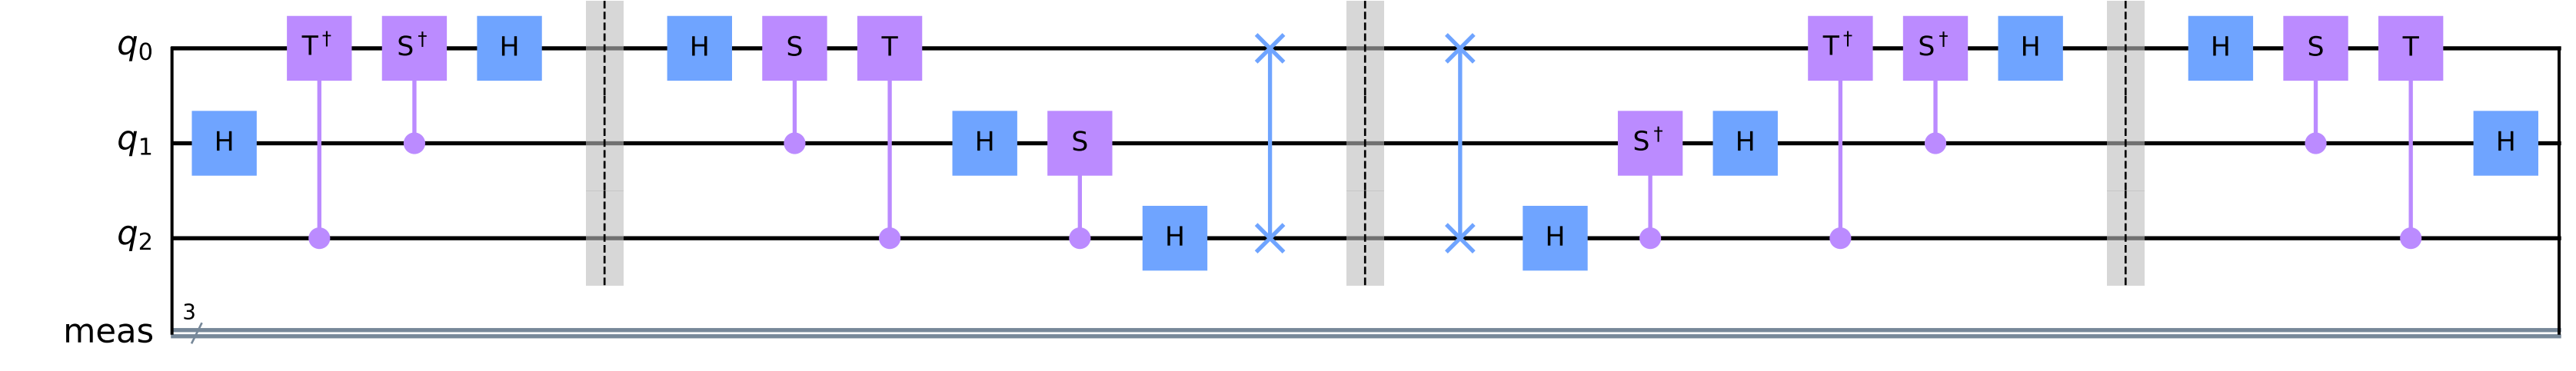 q0 T† S† H H S T T† S† H H S T
q1 H H S S† H H
q2 H H
3
meas